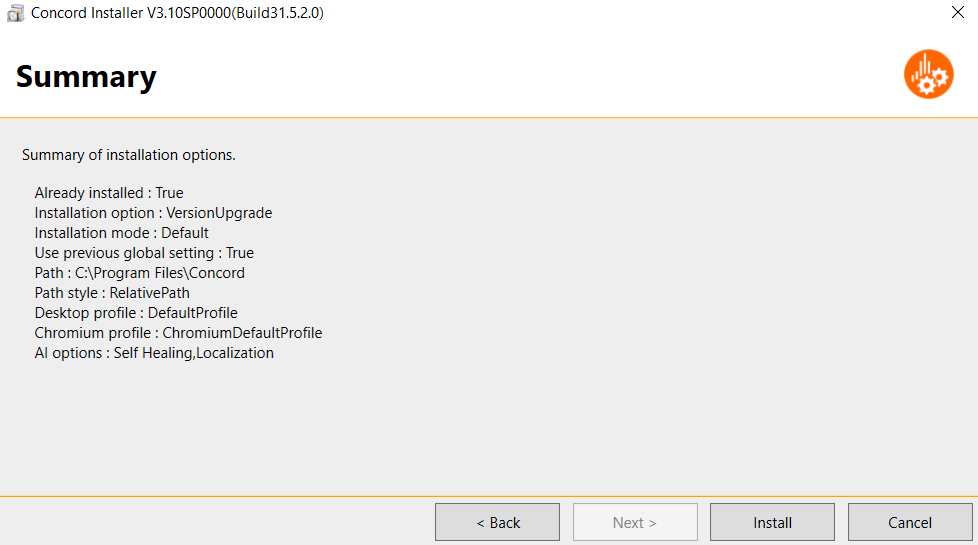 Concord Installer V3.10SP0000(Build31.5.2.0)
Summary
Summary of installation options.
Already installed : True
Installation option : VersionUpgrade
Installation mode : Default
Use previous global setting : True
Path : C:\Program Files\Concord
Path style : RelativePath
Desktop profile : DefaultProfile
Chromium profile : ChromiumDefaultProfile
AI options : Self Healing,Localization
< Back
Next >
Install
Cancel